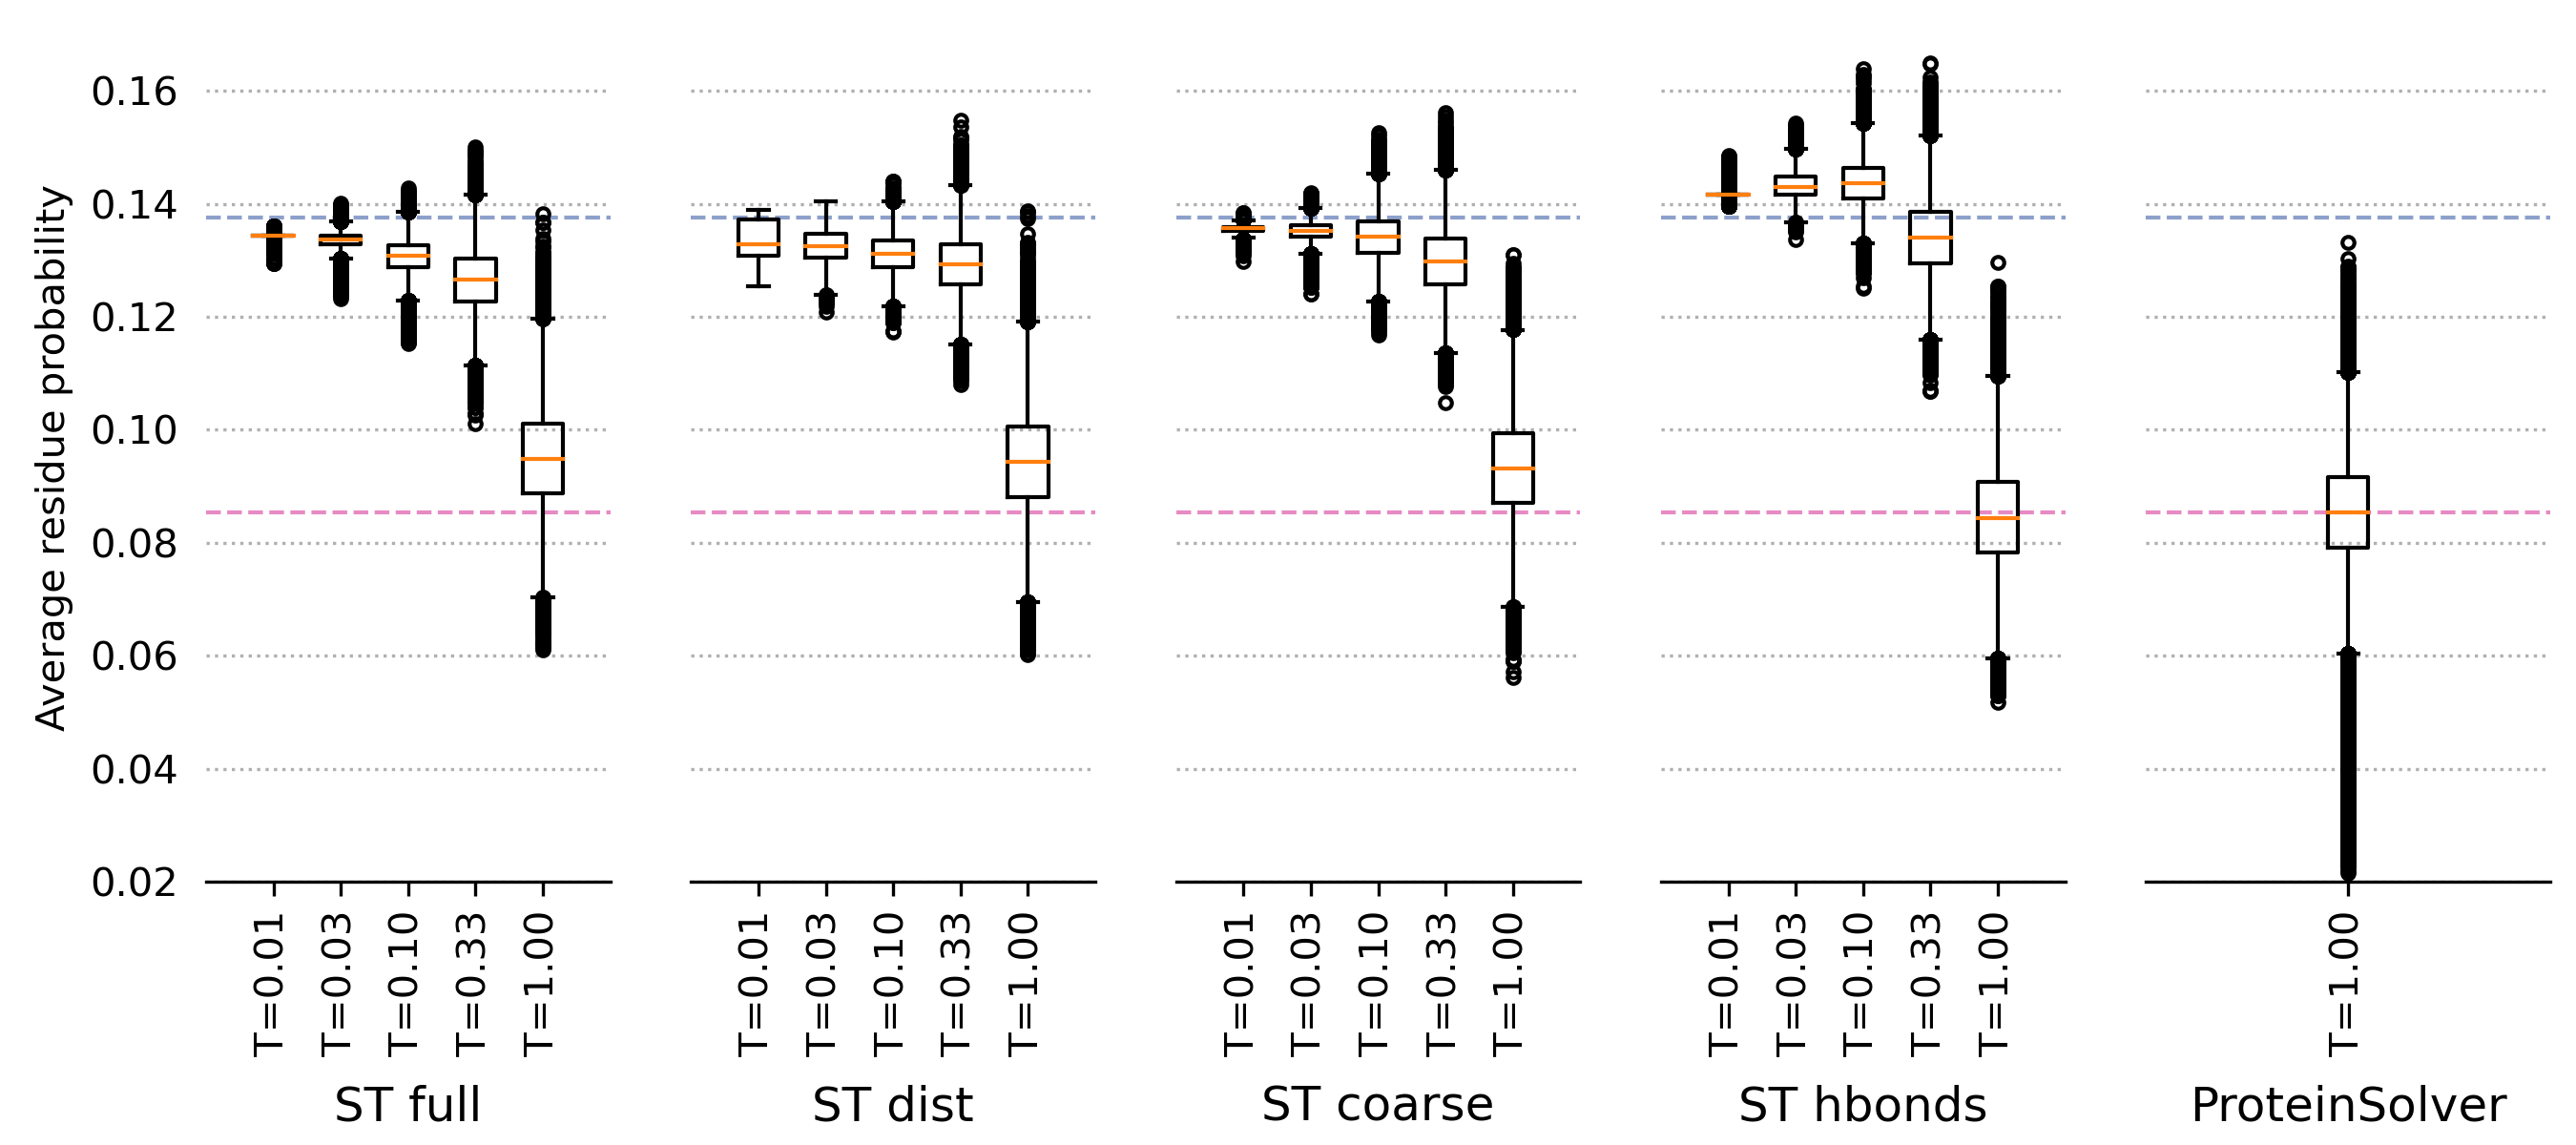 Average residue probability
0.16
0.14
0.12
0.10
0.08
0.06
0.04
0.02
T=0.01
T=0.03
T=0.10
T=0.33
T=1.00
ST full
T=0.01
T=0.03
T=0.10
T=0.33
T=1.00
ST dist
T=0.01
T=0.03
T=0.10
T=0.33
T=1.00
ST coarse
T=0.01
T=0.03
T=0.10
T=0.33
T=1.00
ST hbonds
T=1.00
ProteinSolver